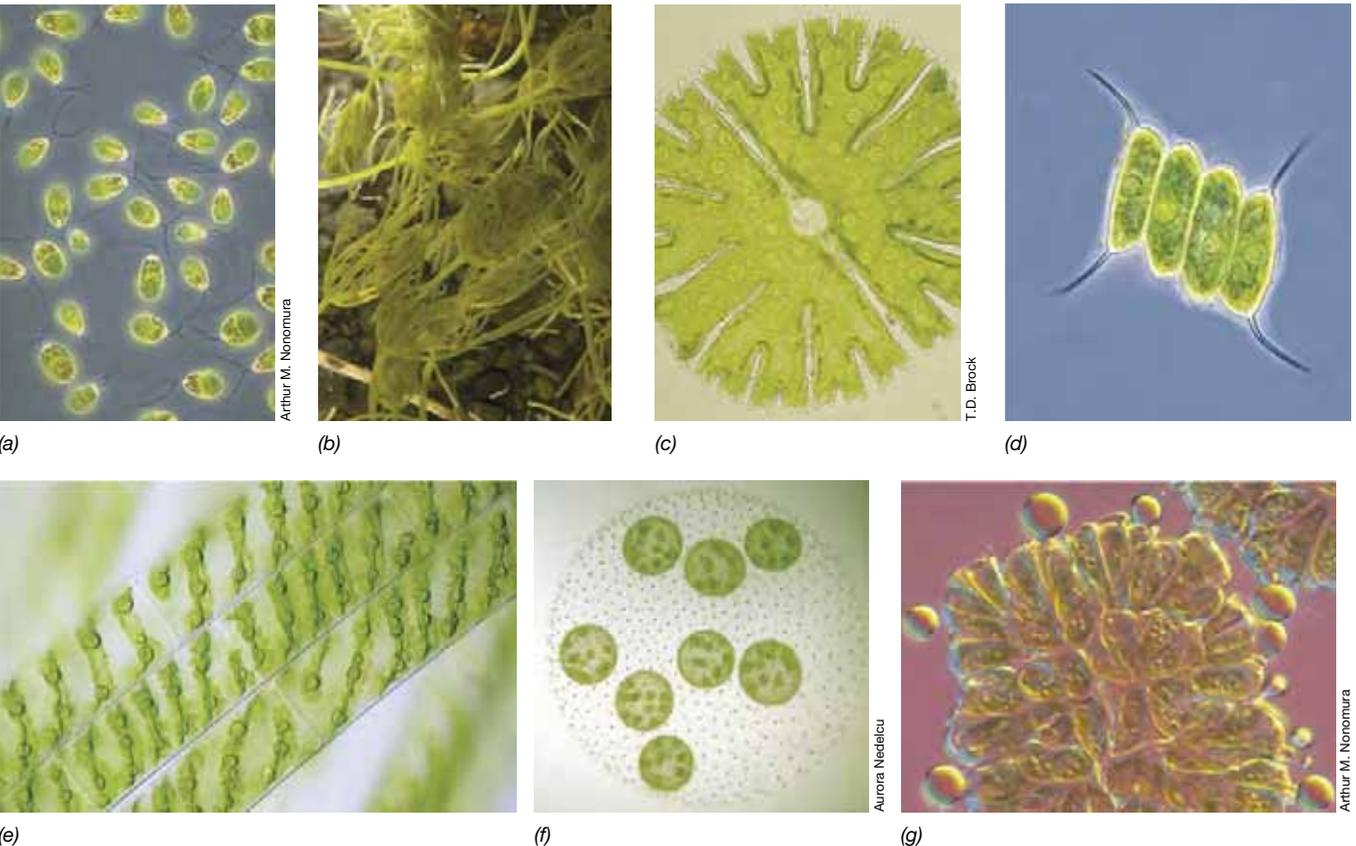 Arthur M. Nonomura
T.D. Brock
(a)
(b)
(c)
(d)
Aurora Nedelcu
Arthur M. Nonomura
(e)
(f)
(g)